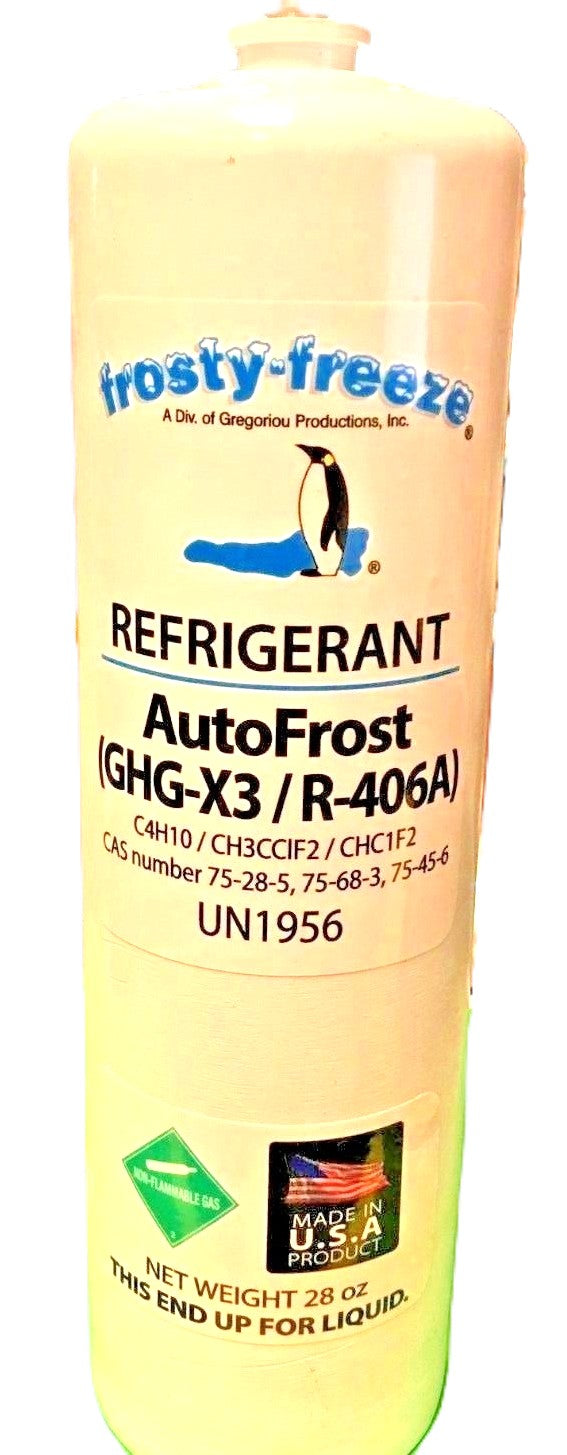 frosty-freeze®
A Div. of Gregoriou Productions, Inc.
®
REFRIGERANT
AutoFrost
(GHG-X3 / R-406A)
C4H10 / CH3CClF2 / CHC1F2
CAS number 75-28-5, 75-68-3, 75-45-6
UN1956
NON-FLAMMABLE GAS
2
MADE IN
U.S.A
PRODUCT
NET WEIGHT 28 oz
THIS END UP FOR LIQUID.